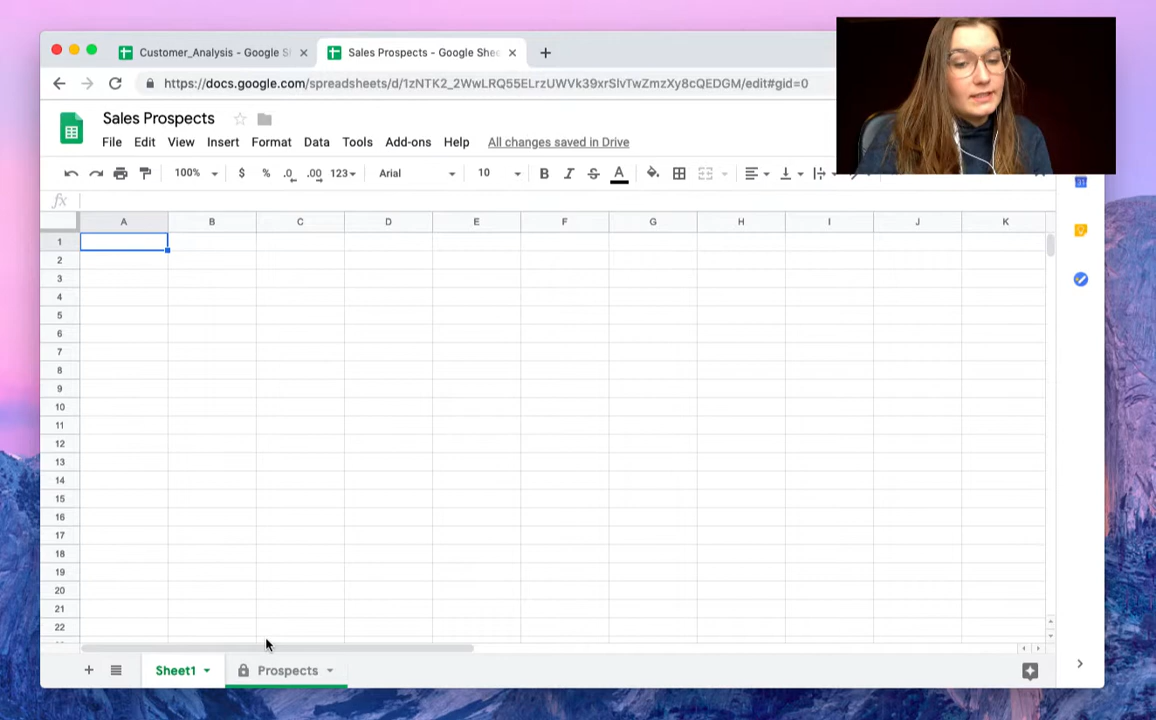 Customer_Analysis - Google S
Sales Prospects - Google Shee
https://docs.google.com/spreadsheets/d/1zNTK2_2WwLRQ55ELrzUWVk39xrSlvTwZmzXy8cQEDGM/edit#gid=0
Sales Prospects
File Edit View Insert Format Data Tools Add-ons Help All changes saved in Drive
100% $ % .0 .00 123 Arial 10 B I S A
fx
A B C D E F G H I J K
1
2
3
4
5
6
7
8
9
10
11
12
13
14
15
16
17
18
19
20
21
22
Sheet1 Prospects
31